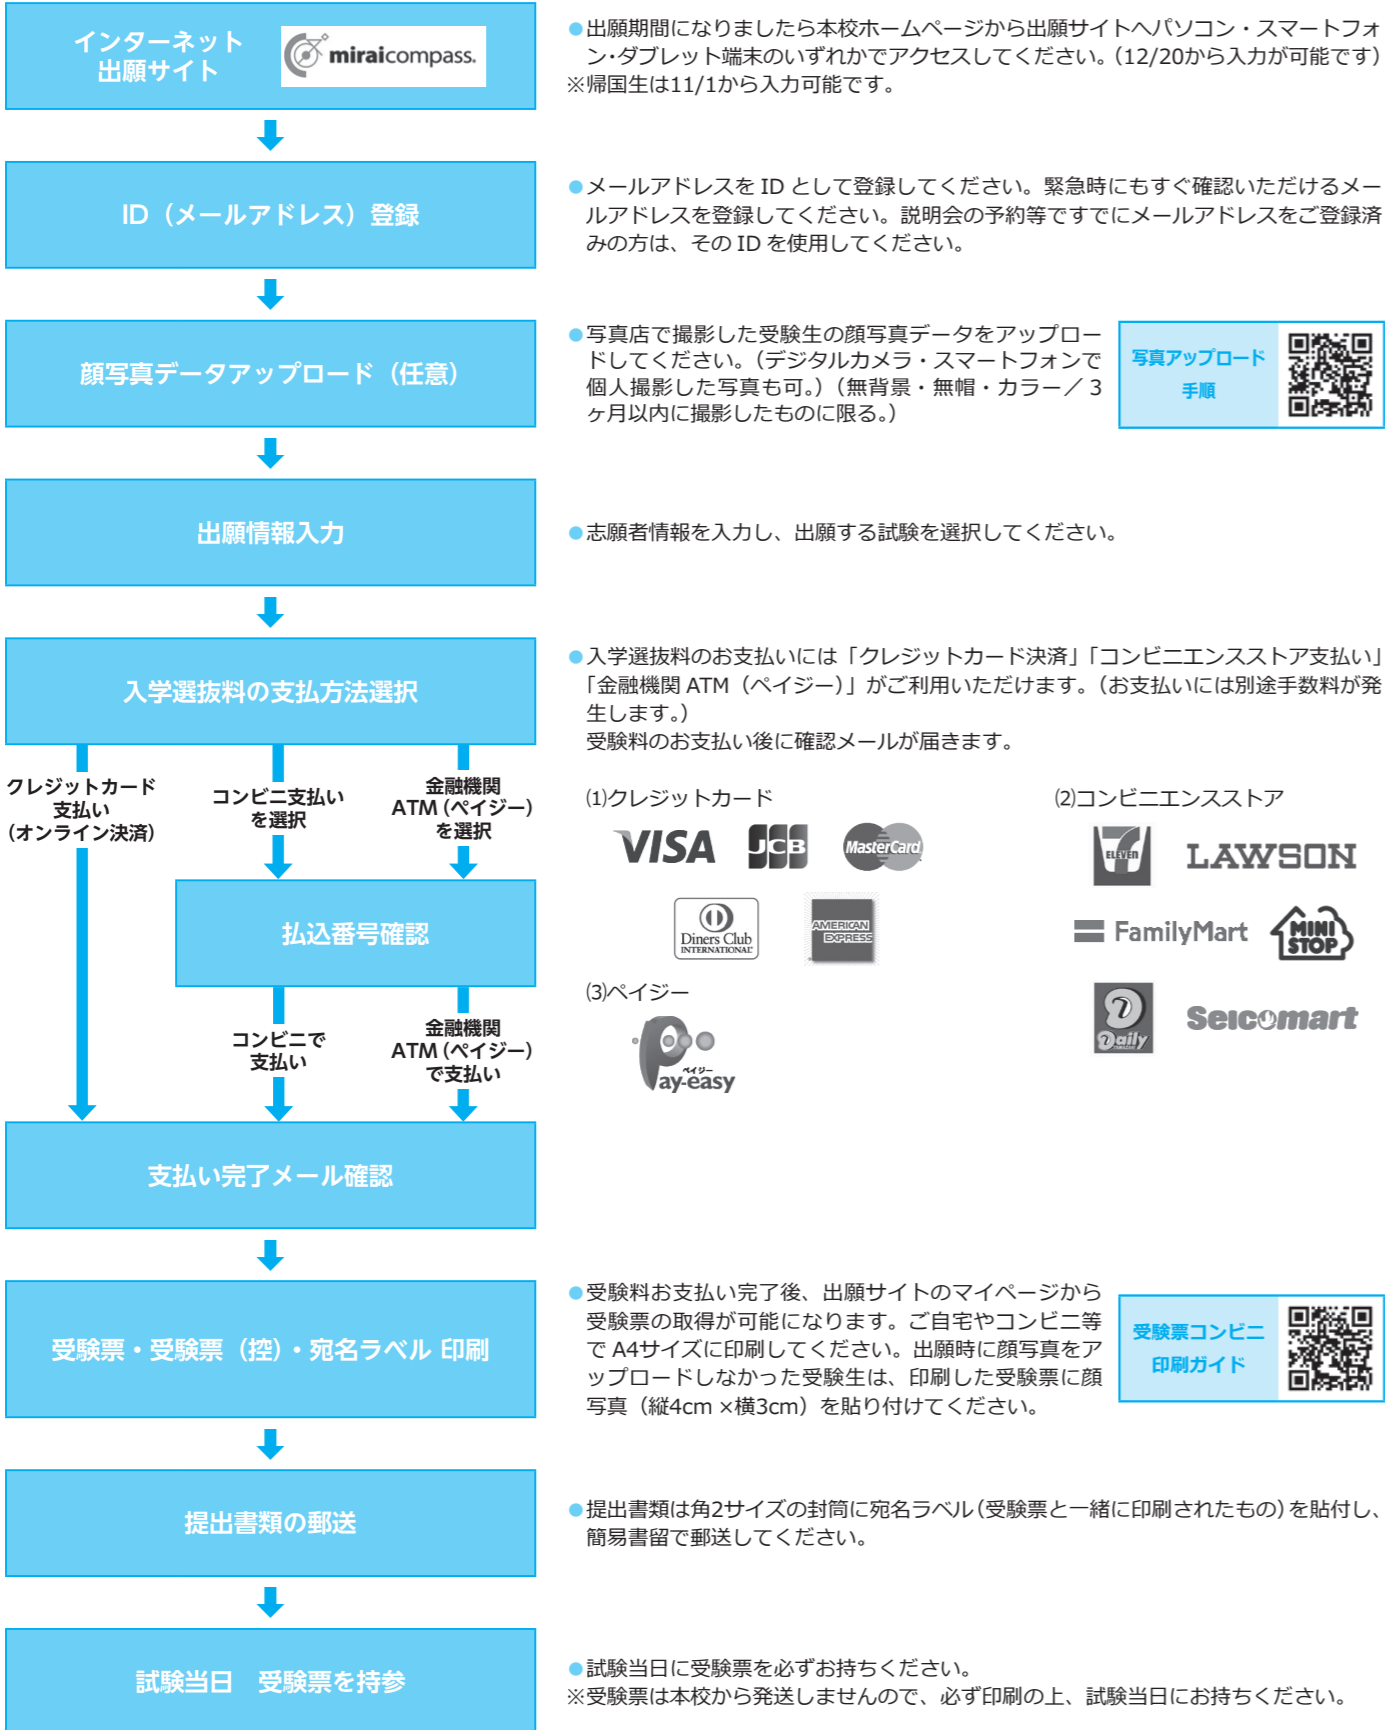 インターネット
出願サイト
miraicompass.
●出願期間になりましたら本校ホームページから出願サイトへパソコン・スマートフォ
ン・ダブレット端末のいずれかでアクセスしてください。（12/20から入力が可能です）
※帰国生は11/1から入力可能です。
ID（メールアドレス）登録
●メールアドレスを ID として登録してください。緊急時にもすぐ確認いただけるメー
ルアドレスを登録してください。説明会の予約等ですでにメールアドレスをご登録済
みの方は、その ID を使用してください。
顔写真データアップロード（任意）
●写真店で撮影した受験生の顔写真データをアップロー
ドしてください。（デジタルカメラ・スマートフォンで
個人撮影した写真も可。）（無背景・無帽・カラー／３
ヶ月以内に撮影したものに限る。）
写真アップロード
手順
出願情報入力
●志願者情報を入力し、出願する試験を選択してください。
入学選抜料の支払方法選択
●入学選抜料のお支払いには「クレジットカード決済」「コンビニエンスストア支払い」
「金融機関 ATM（ペイジー）」がご利用いただけます。（お支払いには別途手数料が発
生します。）
受験料のお支払い後に確認メールが届きます。
クレジットカード
支払い
（オンライン決済）
コンビニ支払い
を選択
金融機関
ATM（ペイジー）
を選択
払込番号確認
コンビニで
支払い
金融機関
ATM（ペイジー）
で支払い
⑴クレジットカード
VISA
JCB
MasterCard
Diners Club
INTERNATIONAL
AMERICAN
EXPRESS
⑵コンビニエンスストア
7
ELEVEN
LAWSON
FamilyMart
MINI
STOP
Daily
Seicomart
⑶ペイジー
ペイジー
Pay-easy
支払い完了メール確認
受験票・受験票（控）・宛名ラベル 印刷
●受験料お支払い完了後、出願サイトのマイページから
受験票の取得が可能になります。ご自宅やコンビニ等
で A4サイズに印刷してください。出願時に顔写真をア
ップロードしなかった受験生は、印刷した受験票に顔
写真（縦4cm ×横3cm）を貼り付けてください。
受験票コンビニ
印刷ガイド
提出書類の郵送
●提出書類は角2サイズの封筒に宛名ラベル（受験票と一緒に印刷されたもの）を貼付し、
簡易書留で郵送してください。
試験当日　受験票を持参
●試験当日に受験票を必ずお持ちください。
※受験票は本校から発送しませんので、必ず印刷の上、試験当日にお持ちください。